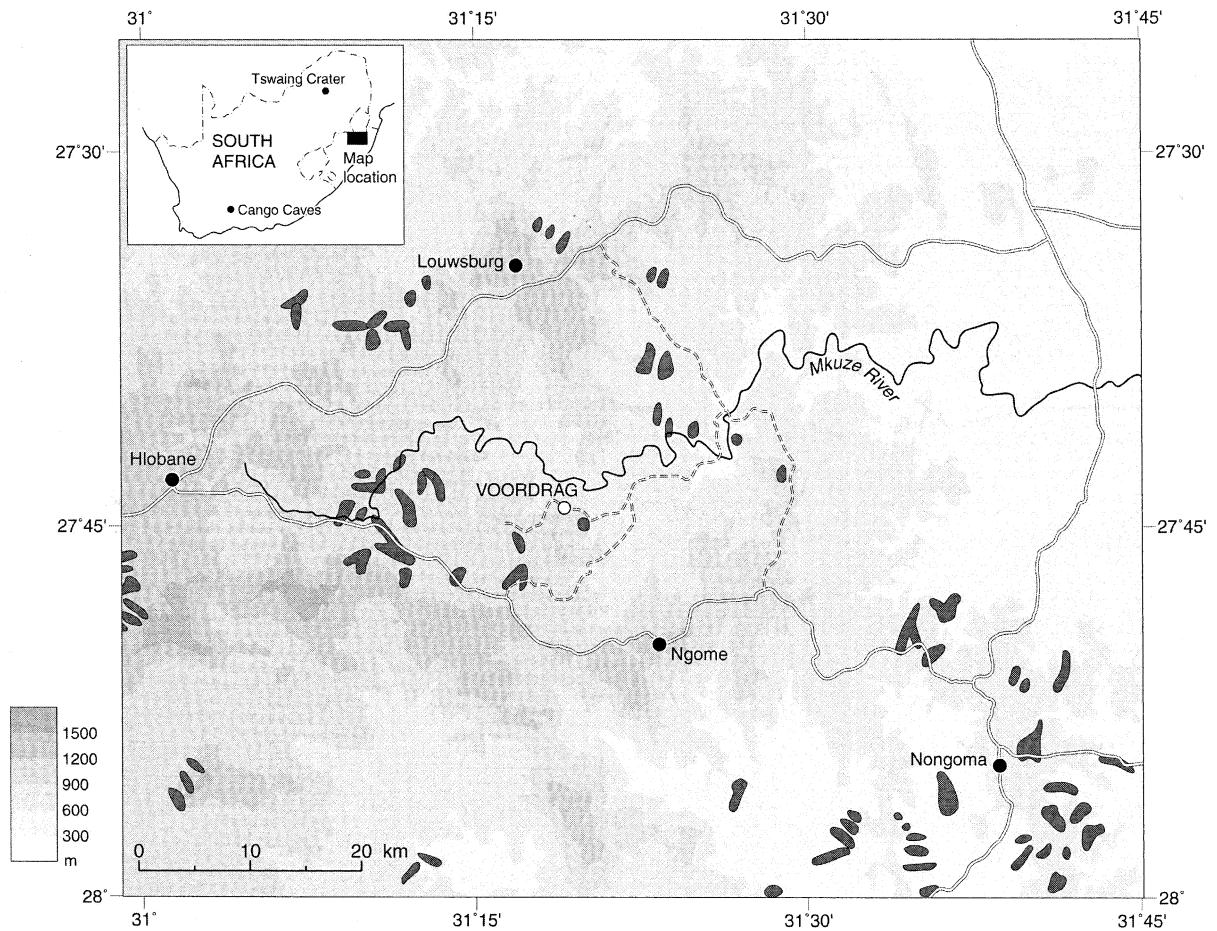 31˚
31˚15'
31˚30'
31˚45'
Tswaing Crater
SOUTH
AFRICA
Map
location
Cango Caves
27˚30'
27˚30'
Louwsburg
Mkuze River
Hlobane
VOORDRAG
27˚45'
27˚45'
Ngome
1500
1200
900
600
300
m
Nongoma
0
10
20
km
28˚
28˚
31˚
31˚15'
31˚30'
31˚45'